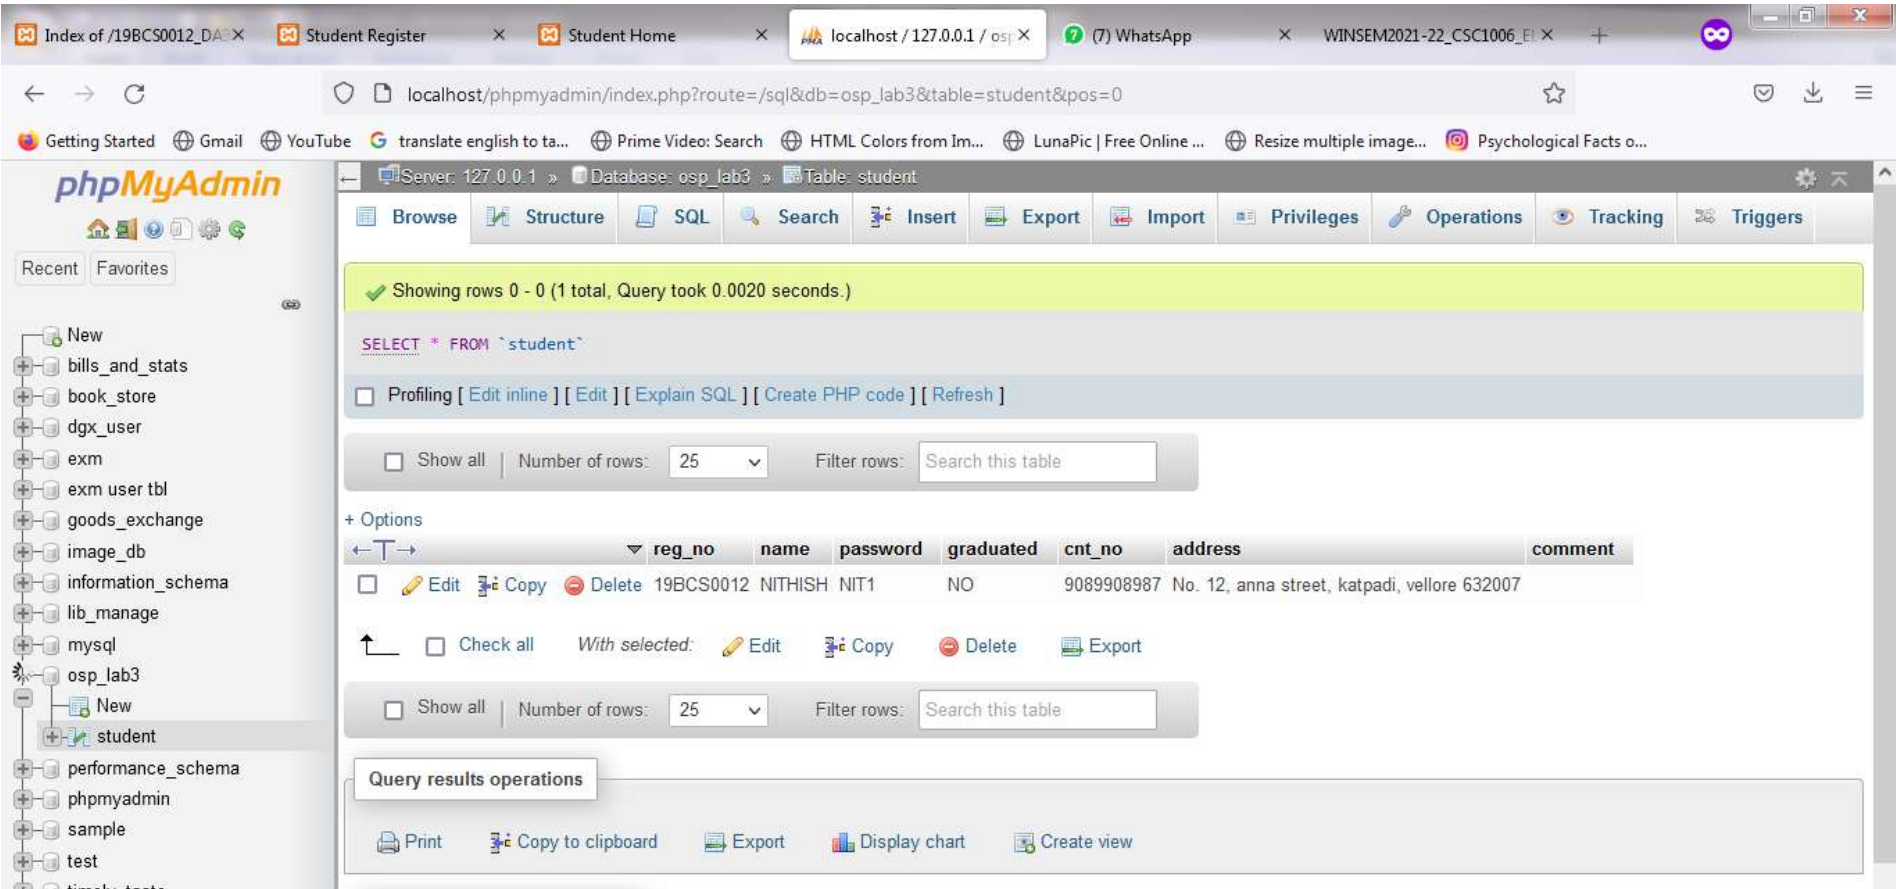 Index of /19BCS0012_DA3 Student Register Student Home localhost / 127.0.0.1 / osp (7) WhatsApp WINSEM2021-22_CSC1006_EL
localhost/phpmyadmin/index.php?route=/sql&db=osp_lab3&table=student&pos=0
Getting Started Gmail YouTube translate english to ta... Prime Video: Search HTML Colors from Im... LunaPic | Free Online ... Resize multiple image... Psychological Facts o...
phpMyAdmin
Recent Favorites
New
bills_and_stats
book_store
dgx_user
exm
exm user tbl
goods_exchange
image_db
information_schema
lib_manage
mysql
osp_lab3
New
student
performance_schema
phpmyadmin
sample
test
Server: 127.0.0.1 » Database: osp_lab3 » Table: student
Browse Structure SQL Search Insert Export Import Privileges Operations Tracking Triggers
Showing rows 0 - 0 (1 total, Query took 0.0020 seconds.)
SELECT * FROM `student`
Profiling [ Edit inline ] [ Edit ] [ Explain SQL ] [ Create PHP code ] [ Refresh ]
Show all | Number of rows: 25 Filter rows: Search this table
+ Options
←T→ reg_no name password graduated cnt_no address comment
Edit Copy Delete 19BCS0012 NITHISH NIT1 NO 9089908987 No. 12, anna street, katpadi, vellore 632007
Check all With selected: Edit Copy Delete Export
Show all | Number of rows: 25 Filter rows: Search this table
Query results operations
Print Copy to clipboard Export Display chart Create view